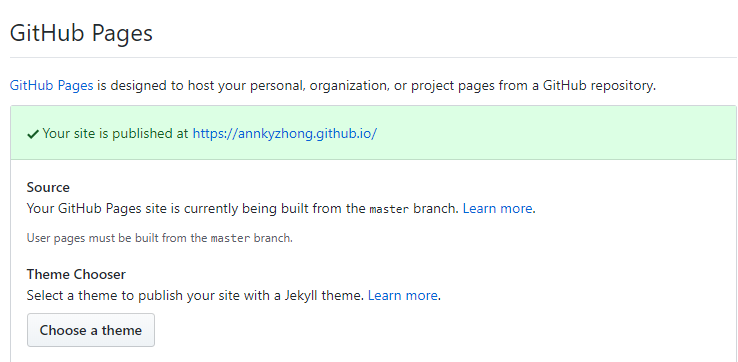 GitHub Pages
GitHub Pages is designed to host your personal, organization, or project pages from a GitHub repository.
✔ Your site is published at https://annkyzhong.github.io/
Source
Your GitHub Pages site is currently being built from the master branch. Learn more.
User pages must be built from the master branch.
Theme Chooser
Select a theme to publish your site with a Jekyll theme. Learn more.
Choose a theme